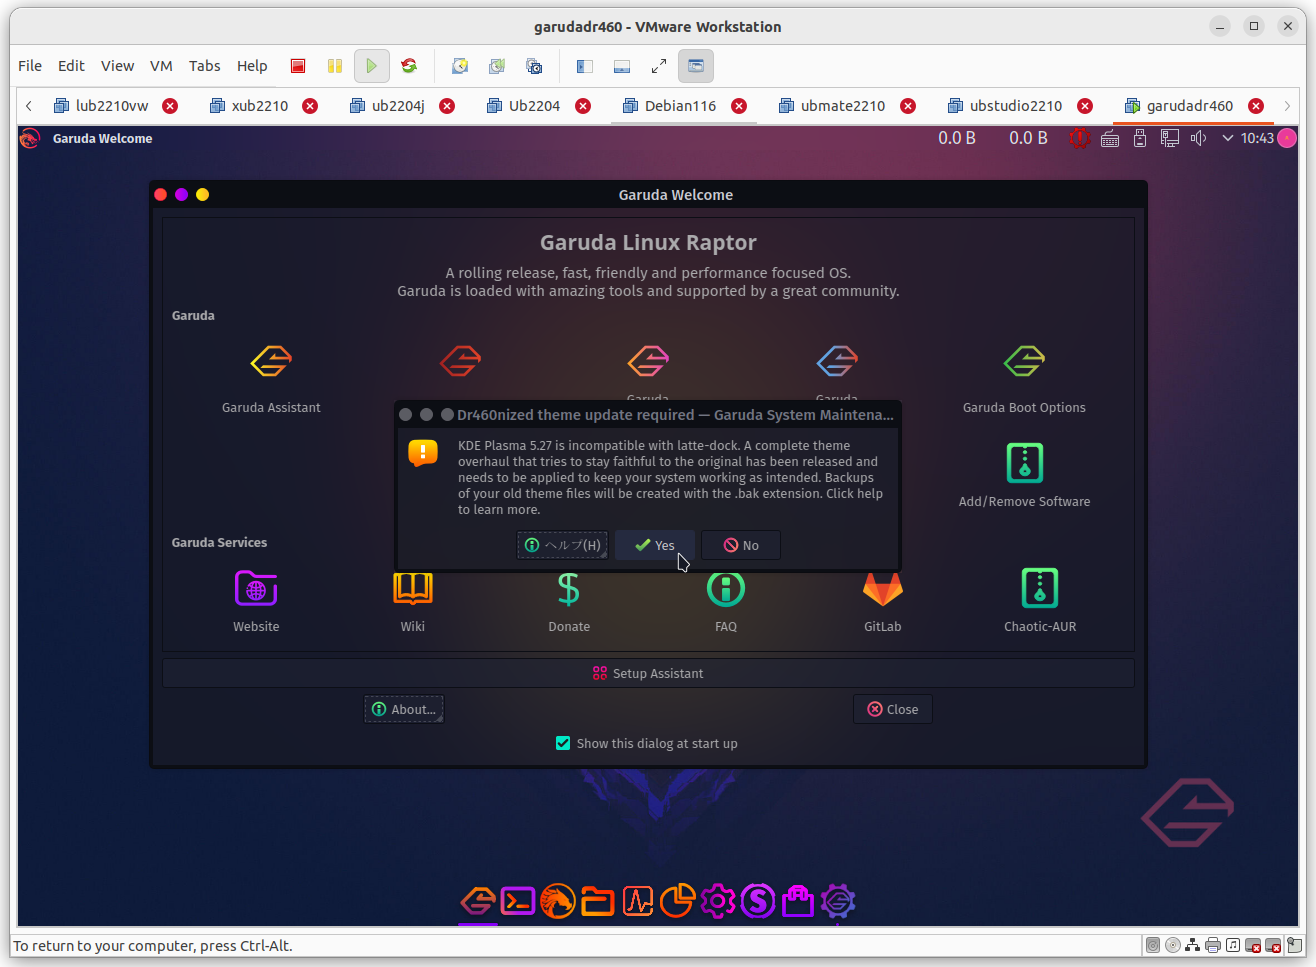 garudadr460 - VMware Workstation
File Edit View VM Tabs Help
lub2210vw xub2210 ub2204j Ub2204 Debian116 ubmate2210 ubstudio2210 garudadr460
Garuda Welcome 0.0 B 0.0 B 10:43
Garuda Welcome
Garuda Linux Raptor
A rolling release, fast, friendly and performance focused OS.
Garuda is loaded with amazing tools and supported by a great community.
Garuda
Garuda Assistant Garuda Garuda Garuda Boot Options
Dr460nized theme update required — Garuda System Maintena...
KDE Plasma 5.27 is incompatible with latte-dock. A complete theme
overhaul that tries to stay faithful to the original has been released and
needs to be applied to keep your system working as intended. Backups
of your old theme files will be created with the .bak extension. Click help
to learn more.
ヘルプ(H) Yes No
Add/Remove Software
Garuda Services
Website Wiki Donate FAQ GitLab Chaotic-AUR
Setup Assistant
About... Close
Show this dialog at start up
To return to your computer, press Ctrl-Alt.